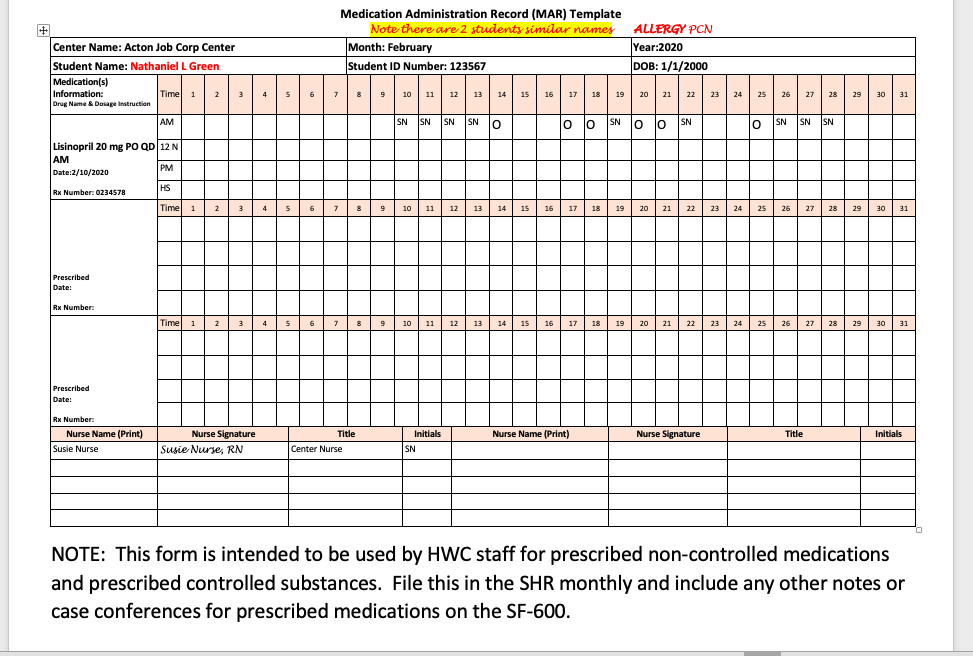 Medication Administration Record (MAR) Template
Note there are 2 students similar names ALLERGY PCN
Center Name: Acton Job Corp Center Month: February Year:2020
Student Name: Nathaniel L Green Student ID Number: 123567 DOB: 1/1/2000
Medication(s)
Information:
Drug Name & Dosage Instruction
Time 1 2 3 4 5 6 7 8 9 10 11 12 13 14 15 16 17 18 19 20 21 22 23 24 25 26 27 28 29 30 31
AM SN SN SN SN O O O SN O O SN O SN SN SN
Lisinopril 20 mg PO QD 12 N
AM
Date:2/10/2020 PM
Rx Number: 0234578 HS
Time 1 2 3 4 5 6 7 8 9 10 11 12 13 14 15 16 17 18 19 20 21 22 23 24 25 26 27 28 29 30 31
Prescribed
Date:
Rx Number:
Time 1 2 3 4 5 6 7 8 9 10 11 12 13 14 15 16 17 18 19 20 21 22 23 24 25 26 27 28 29 30 31
Prescribed
Date:
Rx Number:
Nurse Name (Print) Nurse Signature Title Initials Nurse Name (Print) Nurse Signature Title Initials
Susie Nurse Susie Nurse, RN Center Nurse SN
NOTE: This form is intended to be used by HWC staff for prescribed non-controlled medications
and prescribed controlled substances. File this in the SHR monthly and include any other notes or
case conferences for prescribed medications on the SF-600.